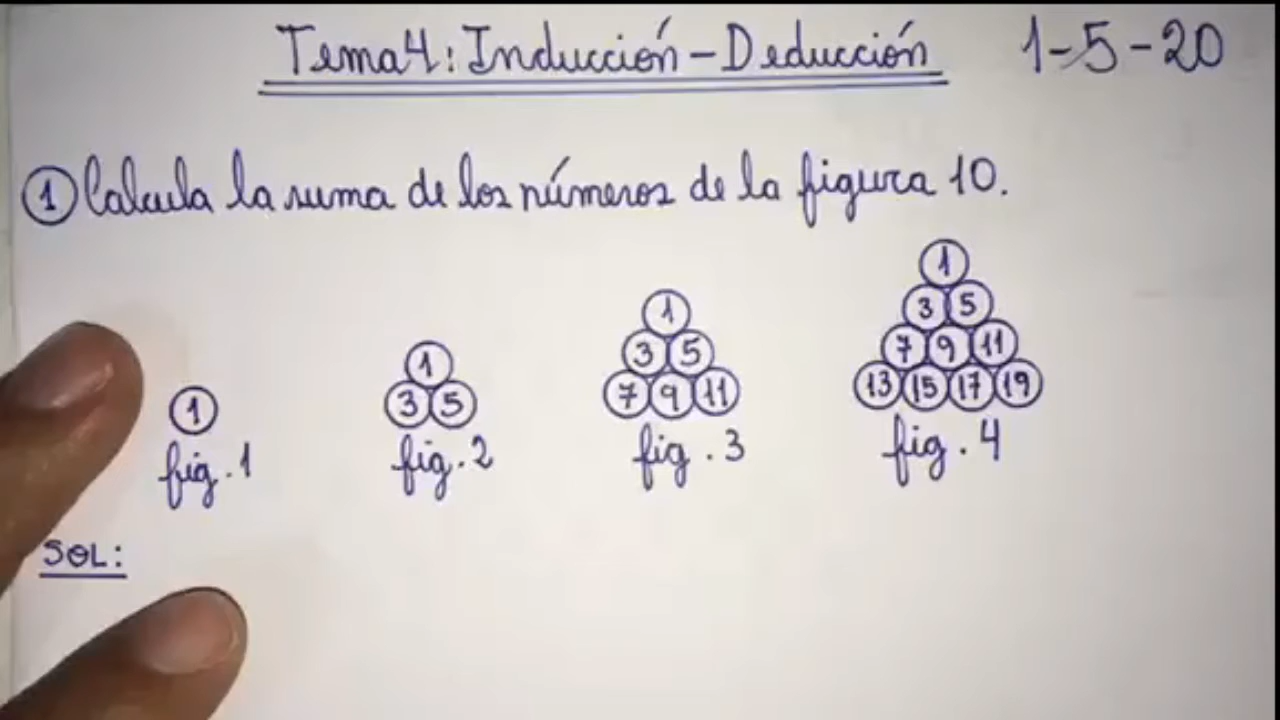 Tema 4: Inducción - Deducción 1-5-20
1 Calcula la suma de los números de la figura 10.
1
fig. 1
1
3 5
fig. 2
1
3 5
7 9 11
fig. 3
1
3 5
7 9 11
13 15 17 19
fig. 4
SOL: